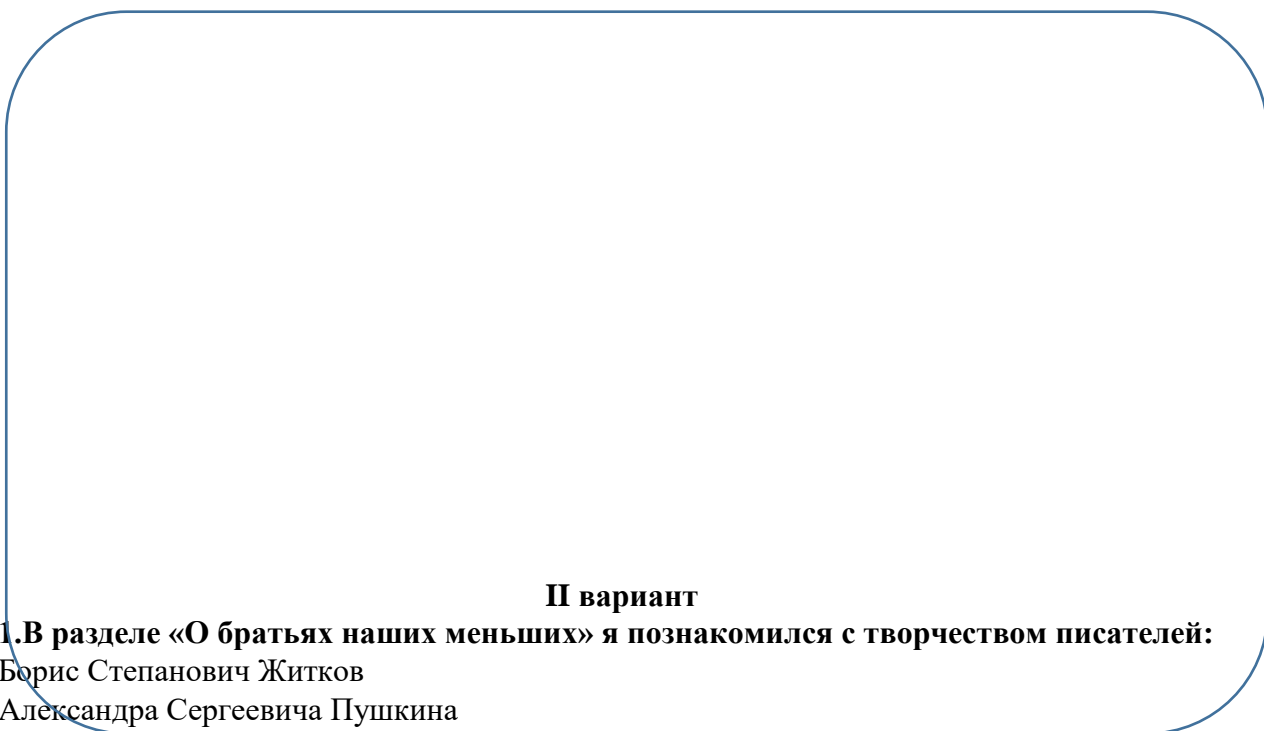 II вариант
1.В разделе «О братьях наших меньших» я познакомился с творчеством писателей:
Борис Степанович Житков
Александра Сергеевича Пушкина